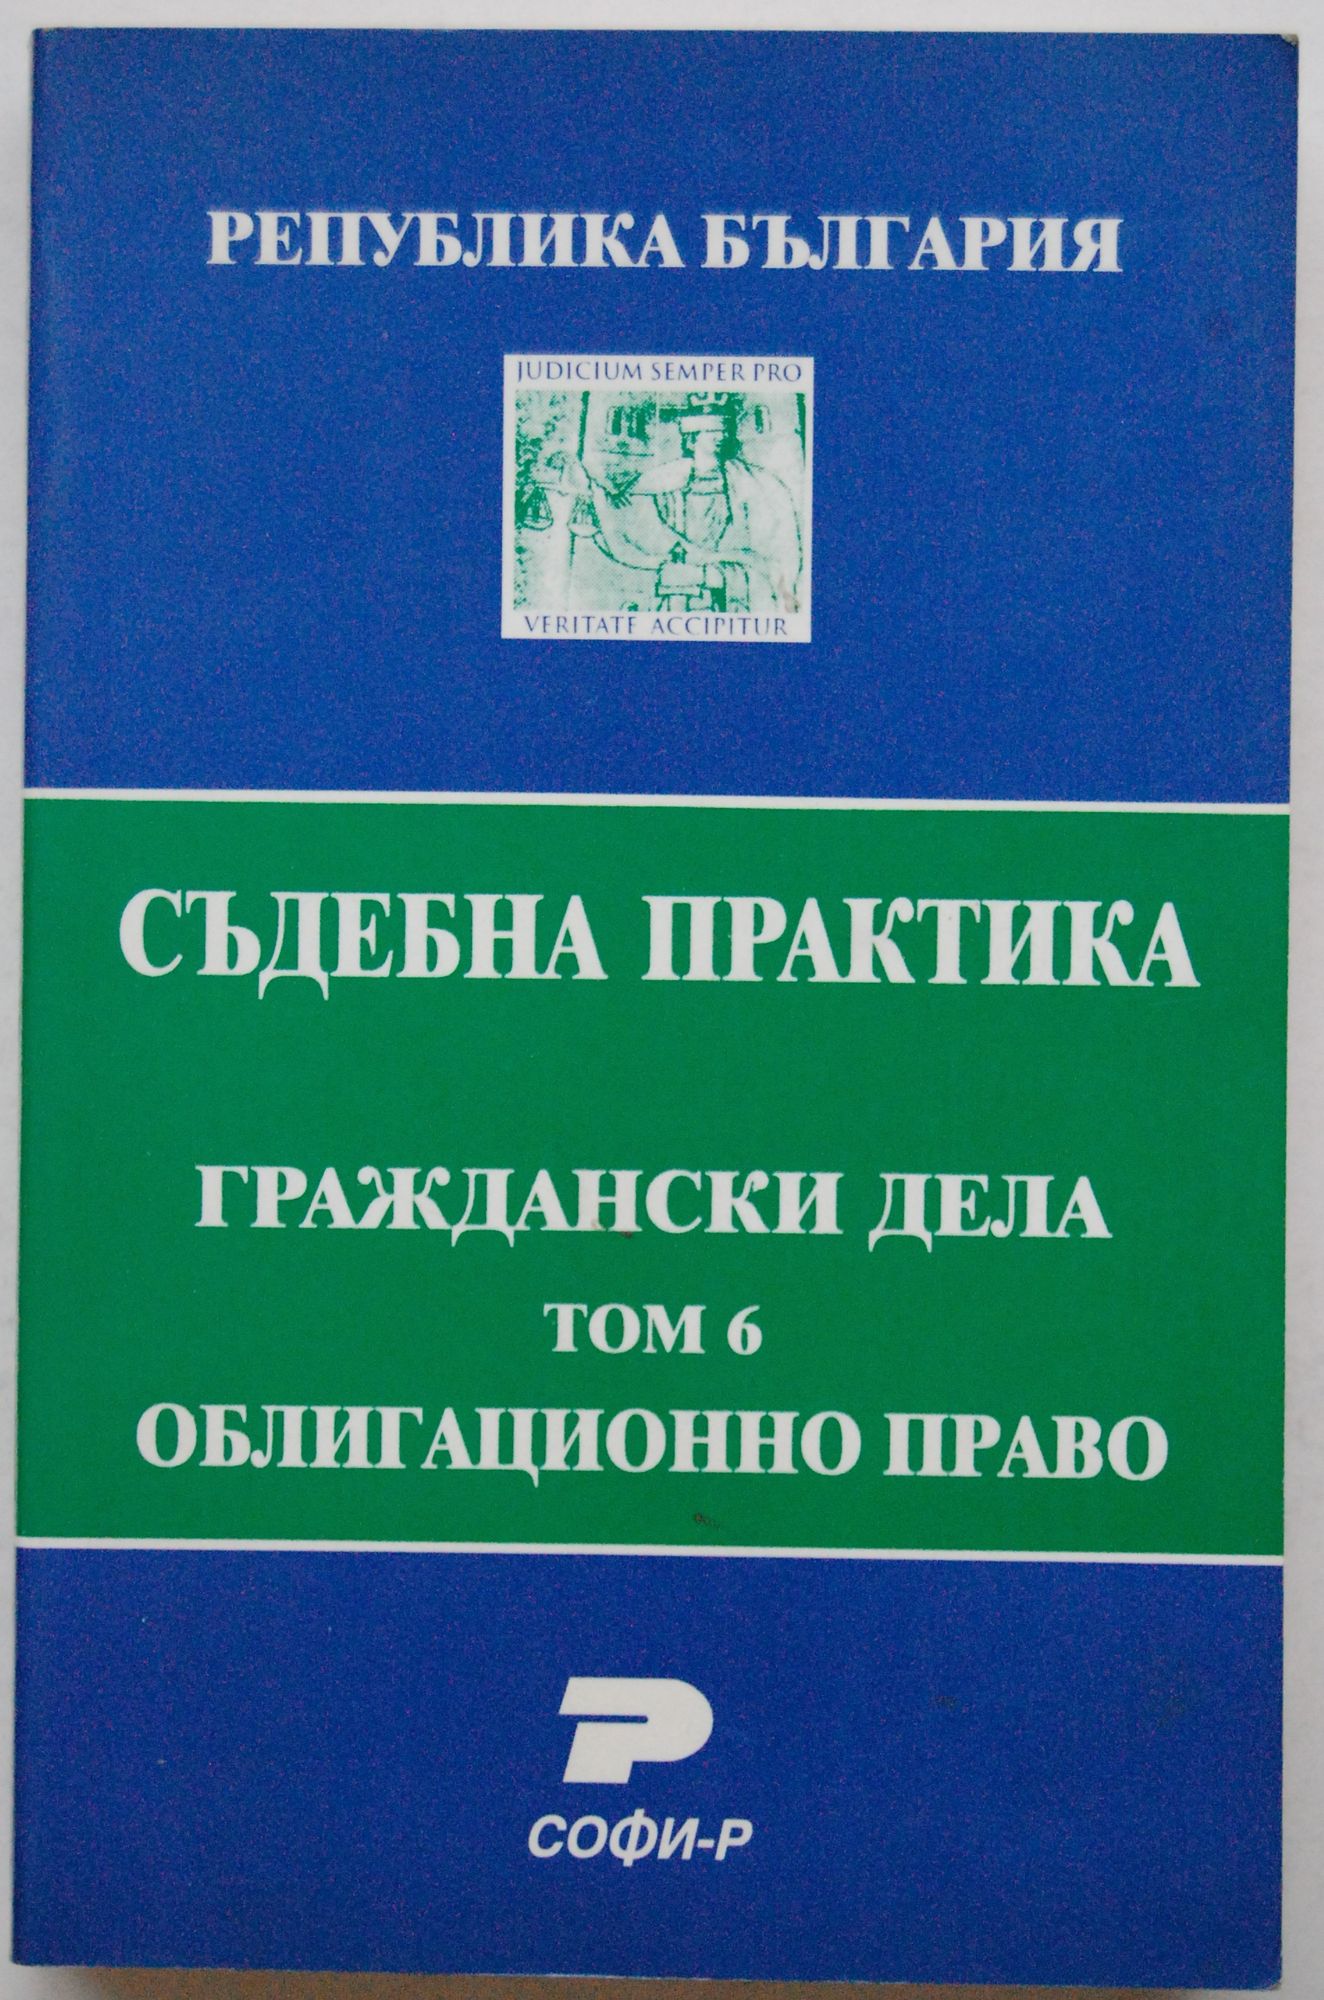 РЕПУБЛИКА БЪЛГАРИЯ
JUDICIUM SEMPER PRO
VERITATE ACCIPITUR
СЪДЕБНА ПРАКТИКА
ГРАЖДАНСКИ ДЕЛА
ТОМ 6
ОБЛИГАЦИОННО ПРАВО
СОФИ-Р